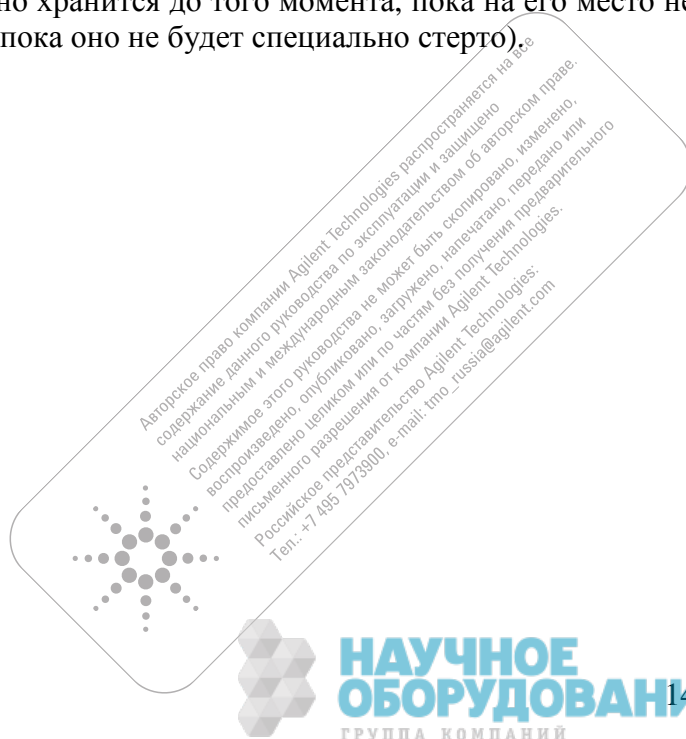 но хранится до того момента, пока на его место не
пока оно не будет специально стерто).
Авторское право компании Agilent Technologies распространяется на все
содержание данного руководства по эксплуатации и защищено
национальным и международным законодательством об авторском праве.
Содержимое этого руководства не может быть скопировано, изменено,
воспроизведено, опубликовано, загружено, напечатано, передано или
предоставлено целиком или по частям без получения предварительного
письменного разрешения от компании Agilent Technologies.
Российское представительство Agilent Technologies:
Тел.: +7 495 7973900, e-mail: tmo_russia@agilent.com
НАУЧНОЕ
ОБОРУДОВАНИ
14
ГРУППА КОМПАНИЙ